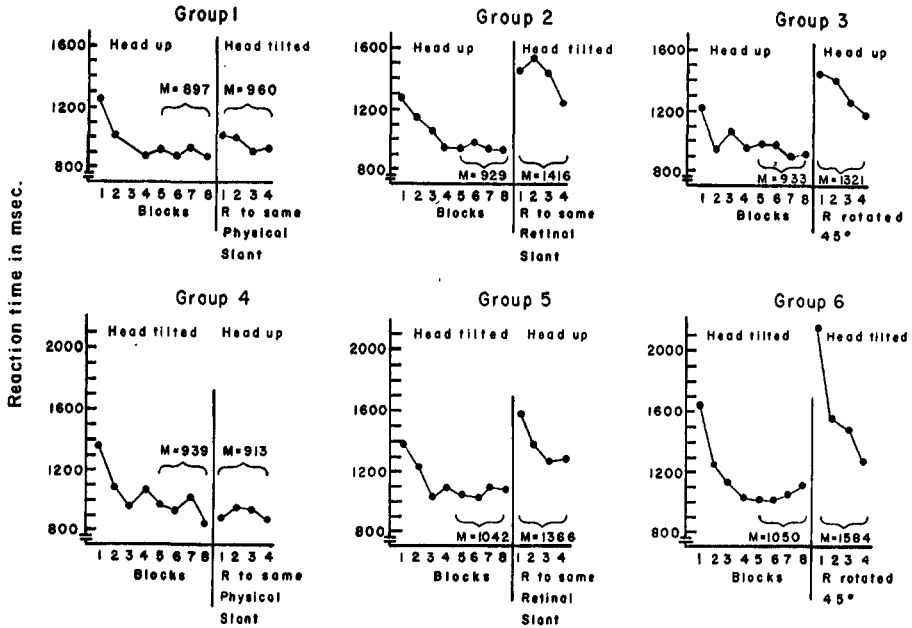 Group 1
Group 2
Group 3
1600
1200
800
Head up
Head tilted
M=897
M=960
1 2 3 4 5 6 7 8
1 2 3 4
Blocks
R to same
Physical
Slant
1600
1200
800
Head up
Head tilted
M=929
M=1416
1 2 3 4 5 6 7 8
1 2 3 4
Blocks
R to same
Retinal
Slant
1600
1200
800
Head up
Head up
M=933
M=1321
1 2 3 4 5 6 7 8
1 2 3 4
Blocks
R rotated
45°
Reaction time in msec.
Group 4
Group 5
Group 6
2000
1600
1200
800
Head tilted
Head up
M=939
M=913
1 2 3 4 5 6 7 8
1 2 3 4
Blocks
R to same
Physical
Slant
2000
1600
1200
800
Head tilted
Head up
M=1042
M=1366
1 2 3 4 5 6 7 8
1 2 3 4
Blocks
R to same
Retinal
Slant
2000
1600
1200
800
Head tilted
Head tilted
M=1050
M=1584
1 2 3 4 5 6 7 8
1 2 3 4
Blocks
R rotated
45°